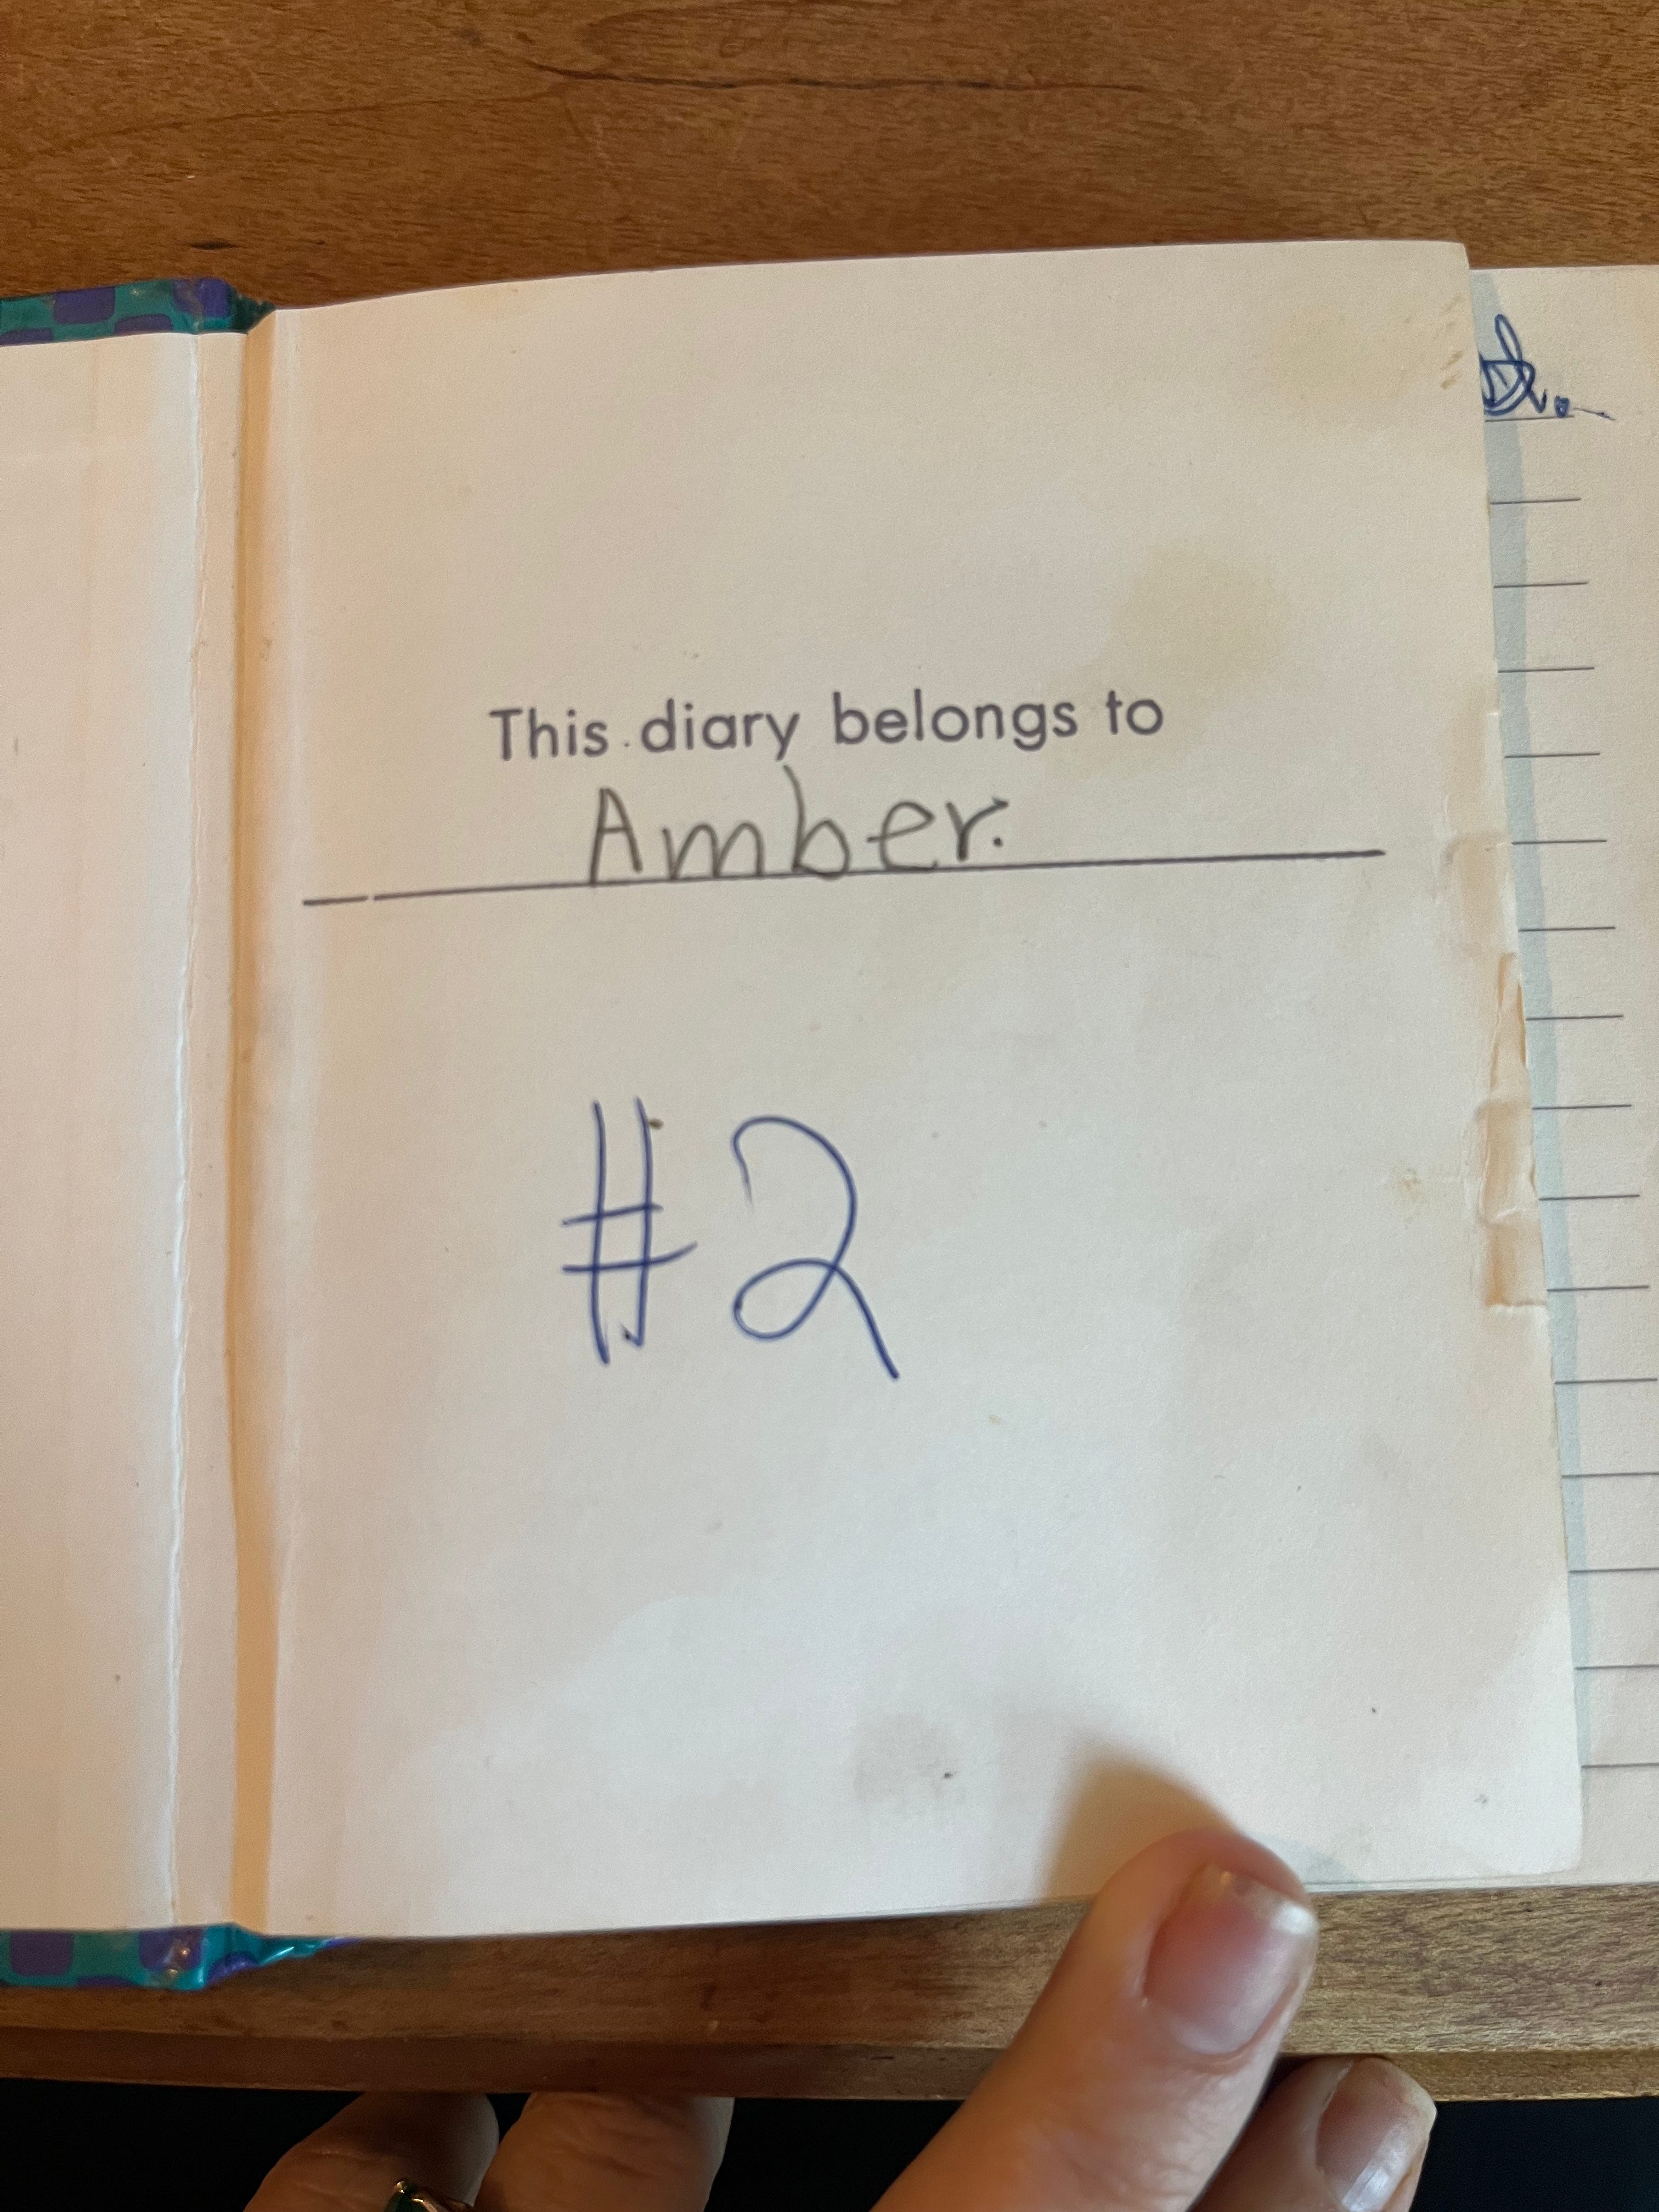 This diary belongs to
Amber.
#2